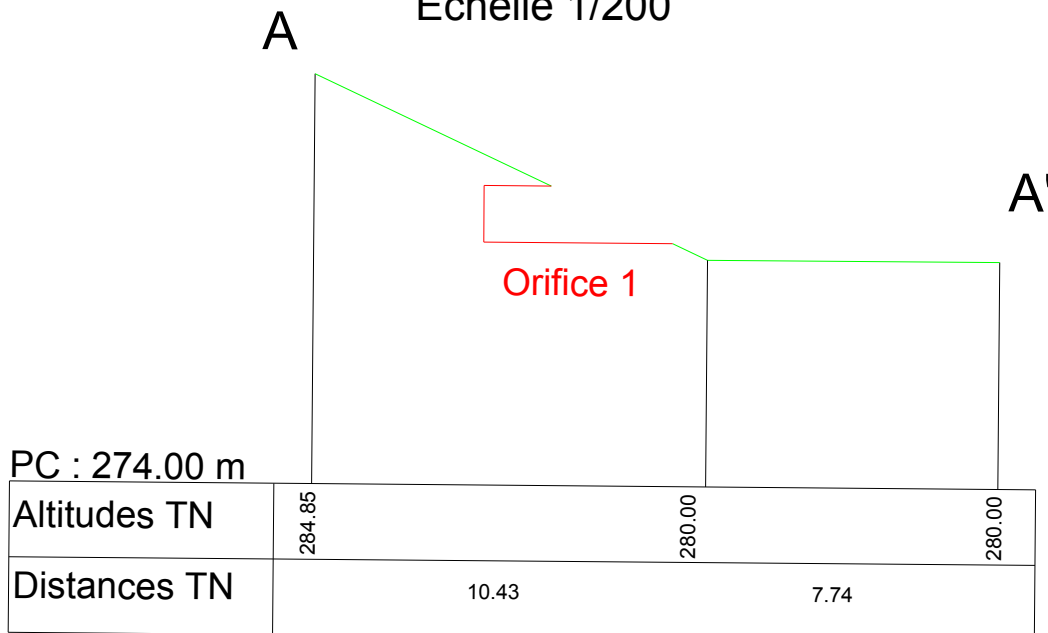 Echelle 1/200
A
A'
Orifice 1
PC : 274.00 m
Altitudes TN 284.85 280.00 280.00
Distances TN 10.43 7.74